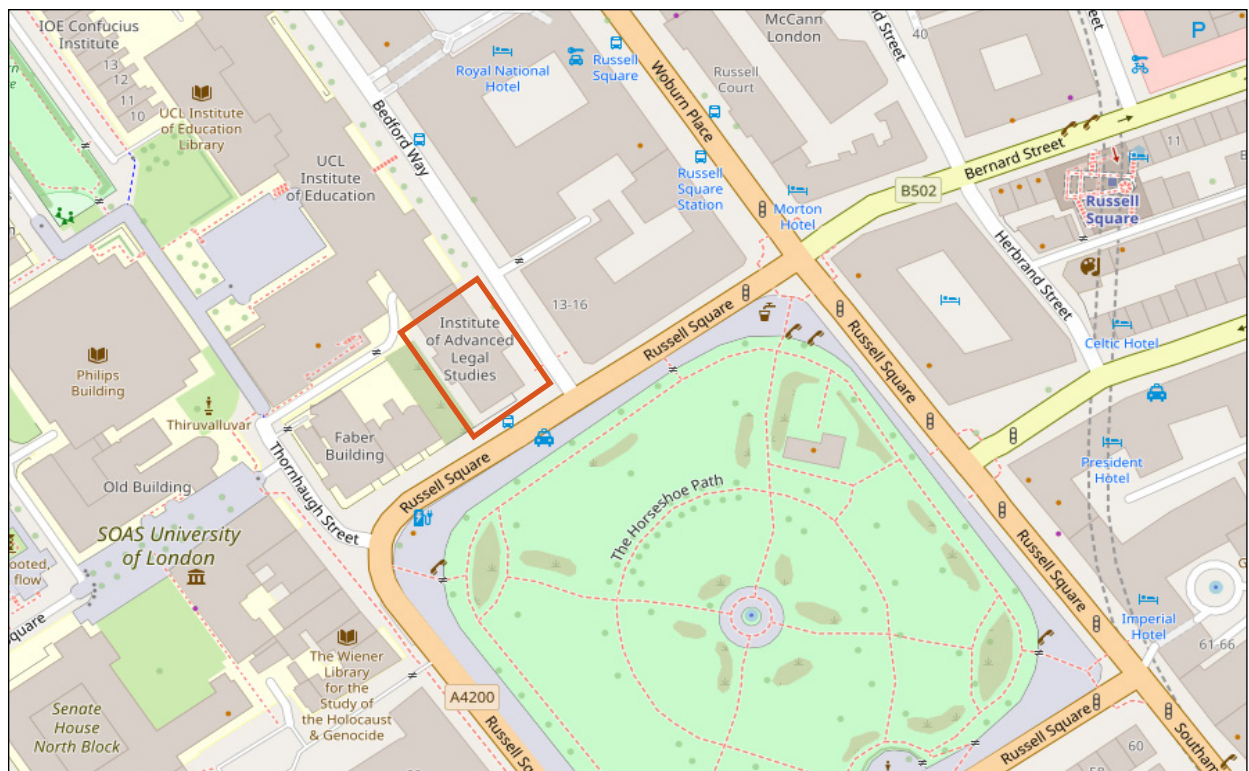 IOE Confucius
Institute
13
12
11
10
UCL Institute
of Education
Library
UCL
Institute
of Education
Bedford Way
Royal National
Hotel
Russell
Square
Woburn Place
McCann
London
40
Russell
Court
Russell
Square
Station
Morton
Hotel
B502
Bernard Street
11
P
Russell
Square
Herbrand Street
Celtic Hotel
13-16
Russell Square
Russell Square
Institute
of Advanced
Legal
Studies
Philips
Building
Thiruvalluvar
Faber
Building
Old Building
Thornhaugh Street
Russell Square
SOAS University
of London
The Horseshoe Path
President
Hotel
Russell Square
Imperial
Hotel
61-66
The Wiener
Library
for the
Study of
the Holocaust
& Genocide
A4200
Senate
House
North Block
Russell Square
60